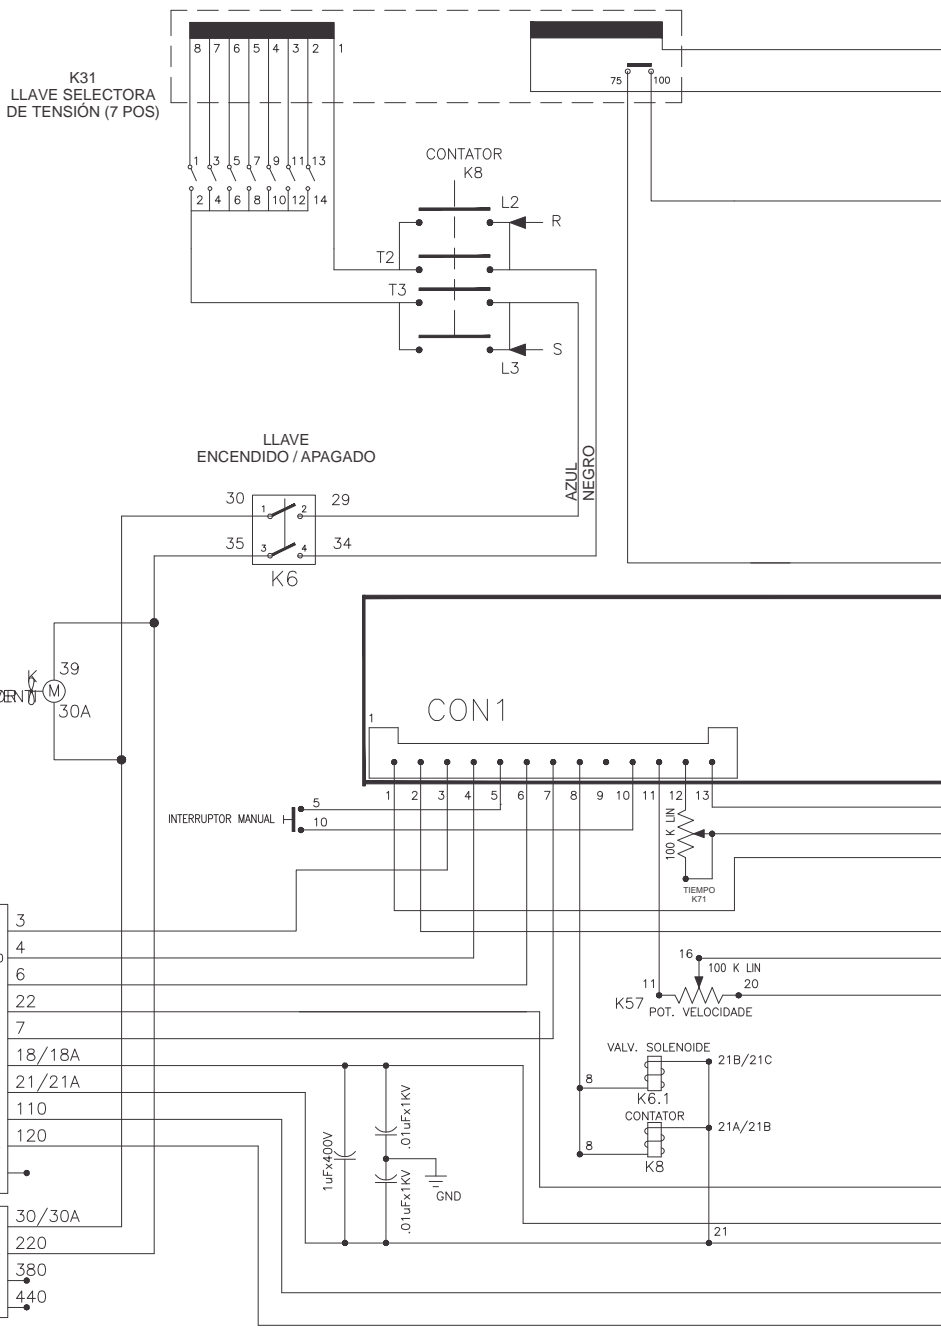 8 7 6 5 4 3 2 1
K31
LLAVE SELECTORA
DE TENSIÓN (7 POS)
75 100
1 3 5 7 9 11 13
2 4 6 8 10 12 14
CONTATOR
K8
L2
R
T2
T3
S
L3
LLAVE
ENCENDIDO / APAGADO
AZUL
NEGRO
30 1 2 29
35 3 4 34
K6
K
39
M
30A
CON1
1
1 2 3 4 5 6 7 8 9 10 11 12 13
INTERRUPTOR MANUAL
5
10
100 K LIN
TIEMPO
K71
3
4
6
22
7
18/18A
21/21A
110
120
16
100 K LIN
11
20
K57
POT. VELOCIDADE
VALV. SOLENOIDE
21B/21C
8
K6.1
CONTATOR
21A/21B
8
K8
1uFx400V
.01uFx1KV
.01uFx1KV
GND
21
30/30A
220
380
440